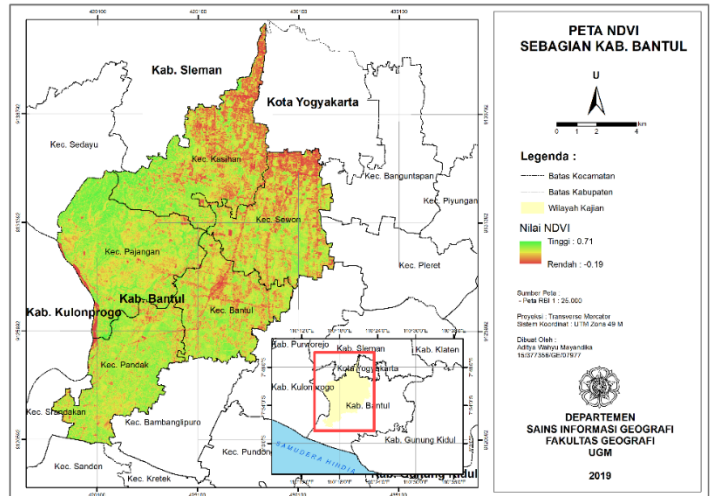 Kab. Sleman
Kota Yogyakarta
Kec. Sedayu
Kec. Kasihan
Kec. Banguntapan
Kec. Piyungan
Kec. Sewon
Kec. Pajangan
Kec. Pleret
Kab. Kulonprogo
Kab. Bantul
Kec. Bantul
Kec. Pandak
Kec. Srandakan
Kec. Bambanglipuro
Kec. Sanden
Kec. Kretek
Kec. Pundong
Kab. Gunung Kidul
Kab. Purworejo
Kab. Sleman
Kab. Klaten
Kota Yogyakarta
Kab. Kulonprogo
Kab. Bantul
Kab. Gunung Kidul
SAMUDERA HINDIA
PETA NDVI
SEBAGIAN KAB. BANTUL
U
0 1 2 4
km
Legenda :
Batas Kecamatan
Batas Kabupaten
Wilayah Kajian
Nilai NDVI
Tinggi : 0.71
Rendah : -0.19
Sumber Peta :
- Peta RBI 1 : 25.000
Proyeksi : Transverse Mercator
Sistem Koordinat : UTM Zone 49 M
Dibuat Oleh :
Aditya Wahyu Mayandika
DEPARTEMEN
SAINS INFORMASI GEOGRAFI
FAKULTAS GEOGRAFI
UGM
2019